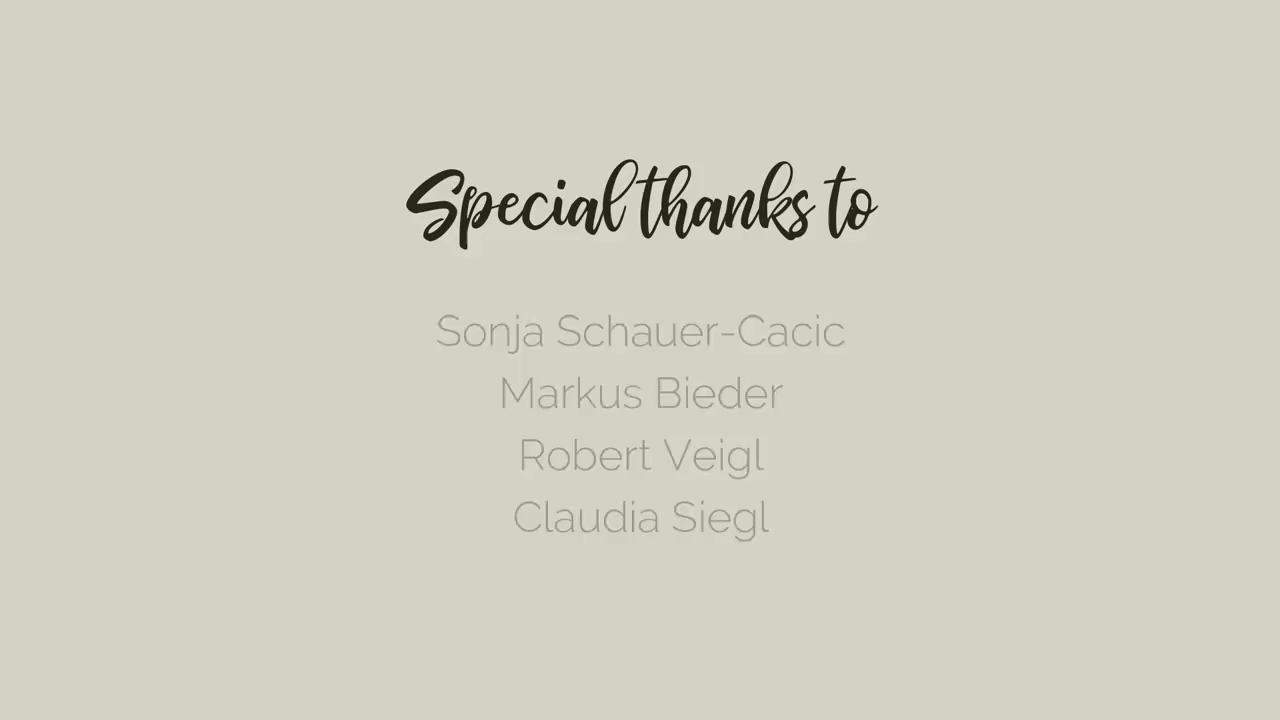 Special thanks to
Sonja Schauer-Cacic
Markus Bieder
Robert Veigl
Claudia Siegl